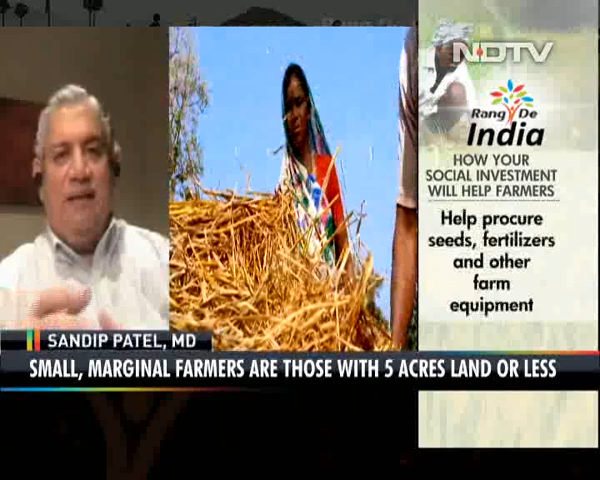 NDTV
Rang De
India
HOW YOUR
SOCIAL INVESTMENT
WILL HELP FARMERS
Help procure
seeds, fertilizers
and other
farm
equipment
SANDIP PATEL, MD
SMALL, MARGINAL FARMERS ARE THOSE WITH 5 ACRES LAND OR LESS